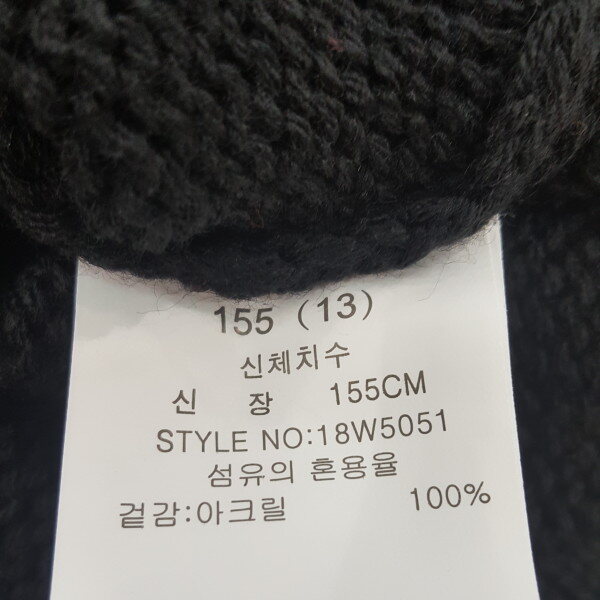 155 (13)
신체치수
신 장 155CM
STYLE NO:18W5051
섬유의 혼용율
겉감:아크릴 100%